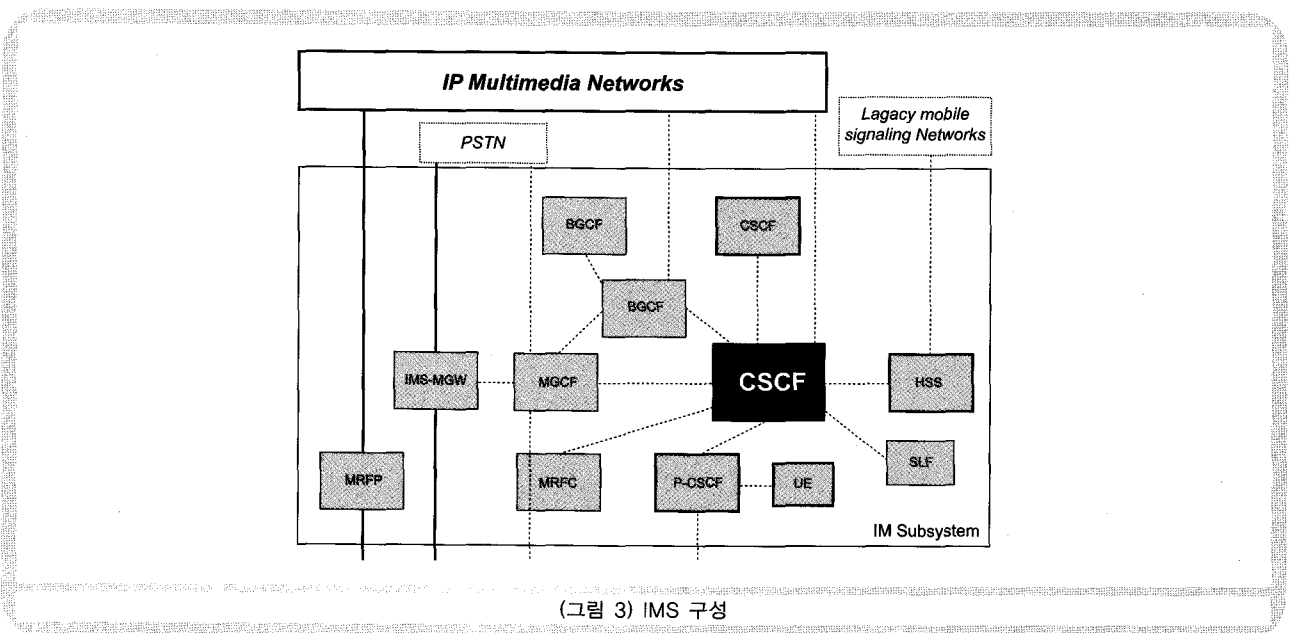 IP Multimedia Networks
Lagacy mobile
signaling Networks
PSTN
BGCF
CSCF
BGCF
IMS-MGW
MGCF
CSCF
HSS
MRFP
MRFC
P-CSCF
UE
SLF
IM Subsystem
(그림 3) IMS 구성